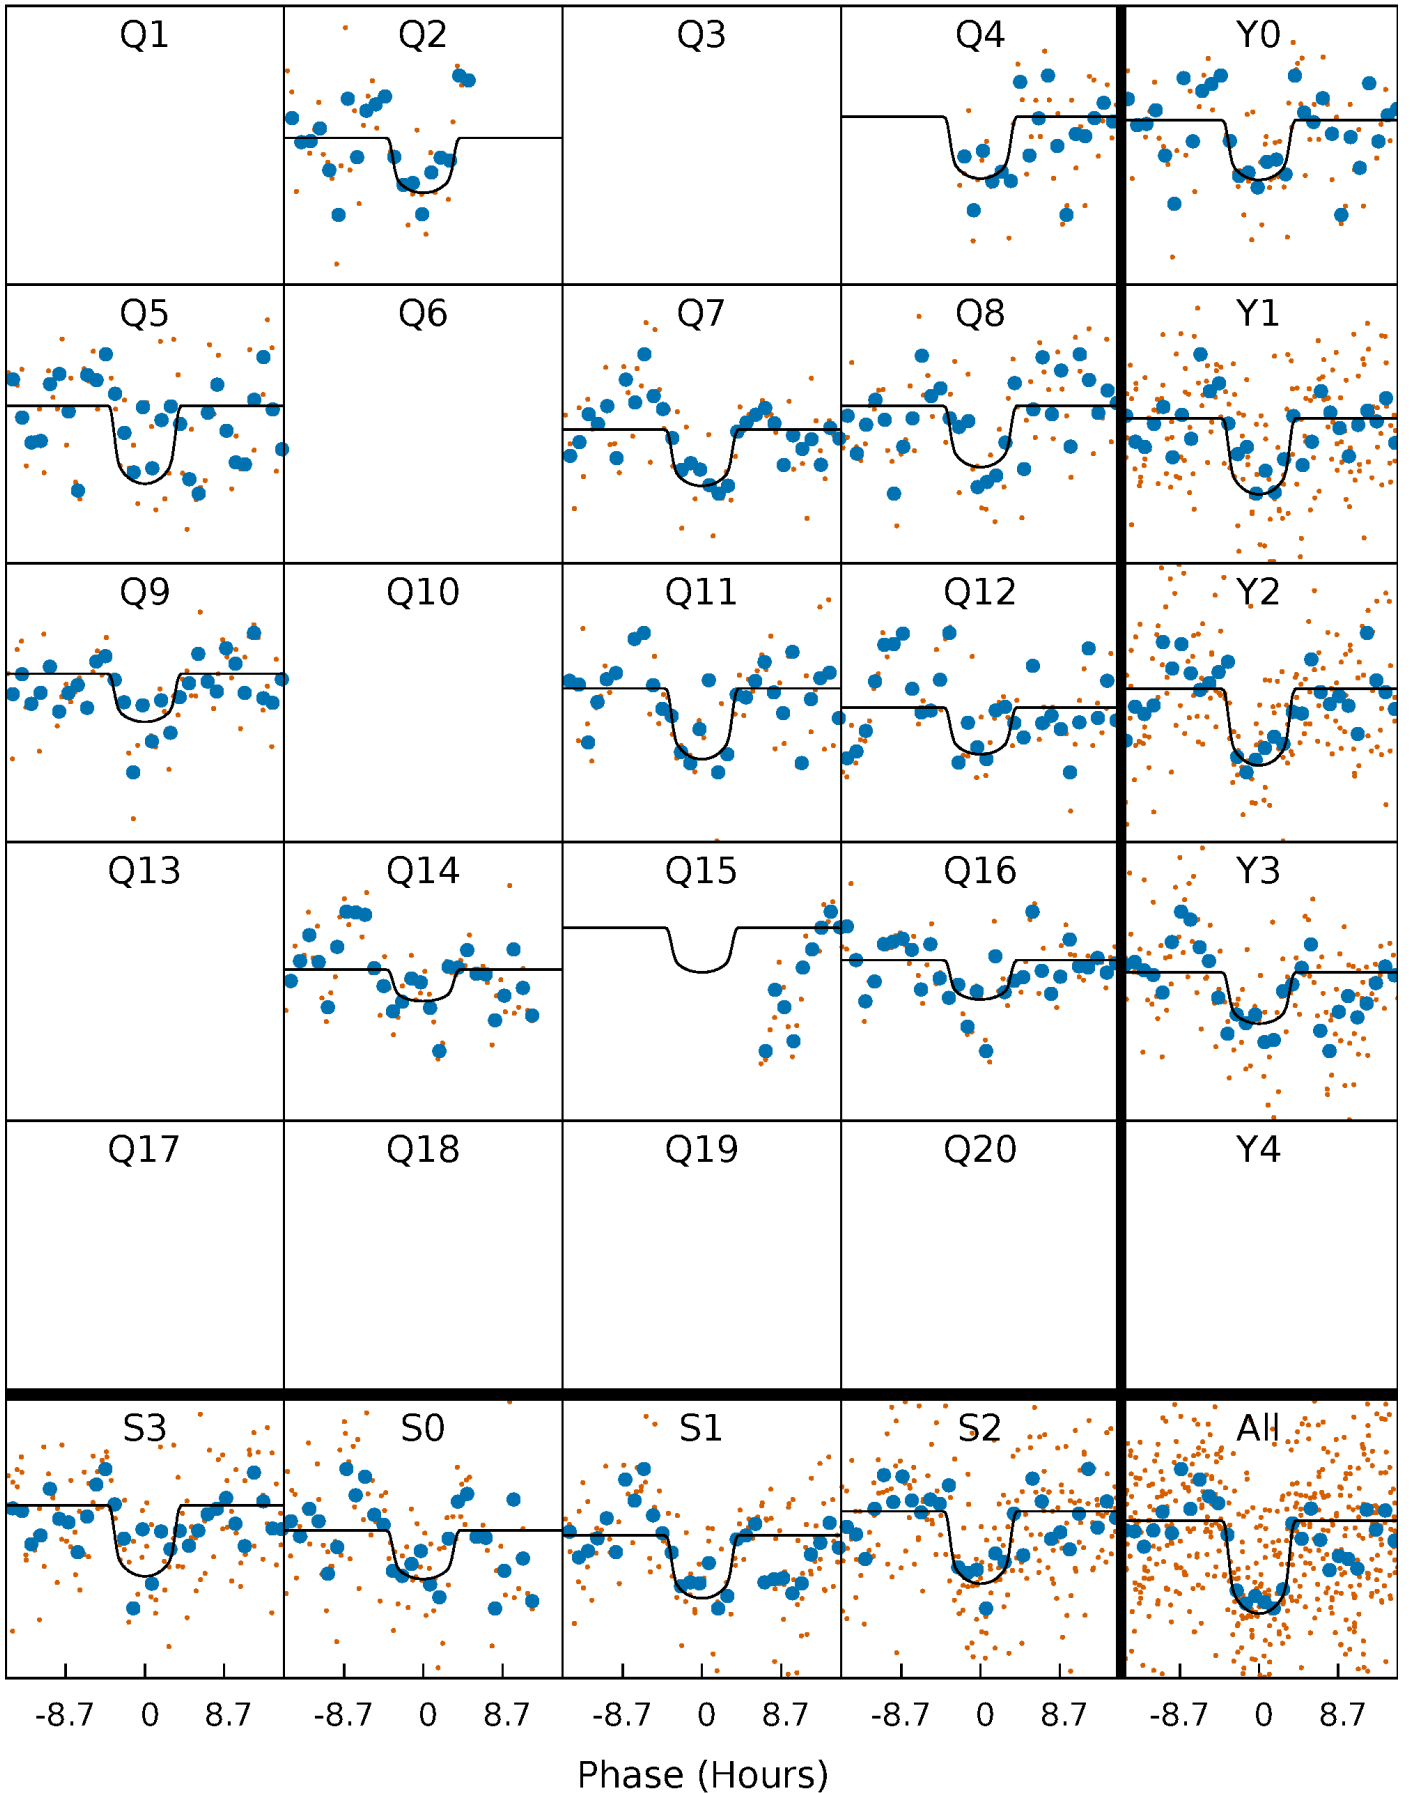 Q1 Q2 Q3 Q4 Y0
Q5 Q6 Q7 Q8 Y1
Q9 Q10 Q11 Q12 Y2
Q13 Q14 Q15 Q16 Y3
Q17 Q18 Q19 Q20 Y4
S3 S0 S1 S2 All
-8.7 0 8.7 -8.7 0 8.7 -8.7 0 8.7 -8.7 0 8.7 -8.7 0 8.7
Phase (Hours)